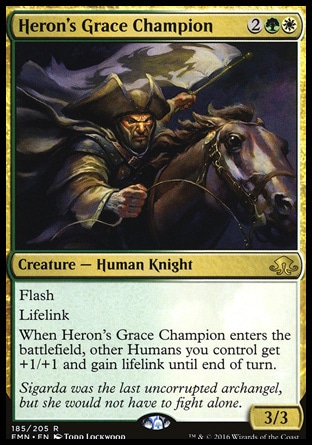 Heron's Grace Champion 2
Creature — Human Knight
Flash
Lifelink
When Heron's Grace Champion enters the
battlefield, other Humans you control get
+1/+1 and gain lifelink until end of turn.
Sigarda was the last uncorrupted archangel,
but she would not have to fight alone.
185/205 R
EMN • EN Todd Lockwood
™ & © 2016 Wizards of the Coast
3/3